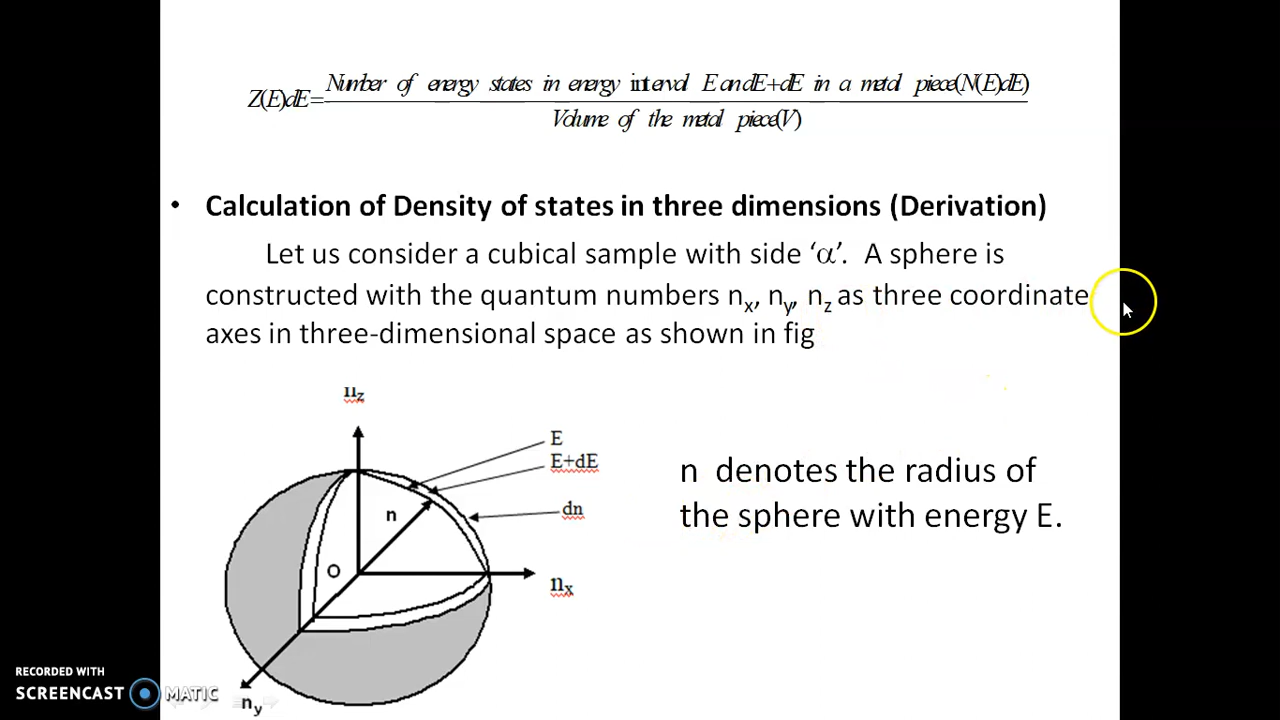 Z(E)dE= Number of energy states in energy interval E and E+dE in a metal piece(N(E)dE)
Volume of the metal piece(V)
• Calculation of Density of states in three dimensions (Derivation)
Let us consider a cubical sample with side ‘α’. A sphere is
constructed with the quantum numbers nx, ny, nz as three coordinate
axes in three-dimensional space as shown in fig
nz
E
E+dE
n
dn
n denotes the radius of
the sphere with energy E.
O
nx
ny
RECORDED WITH
SCREENCAST MATIC